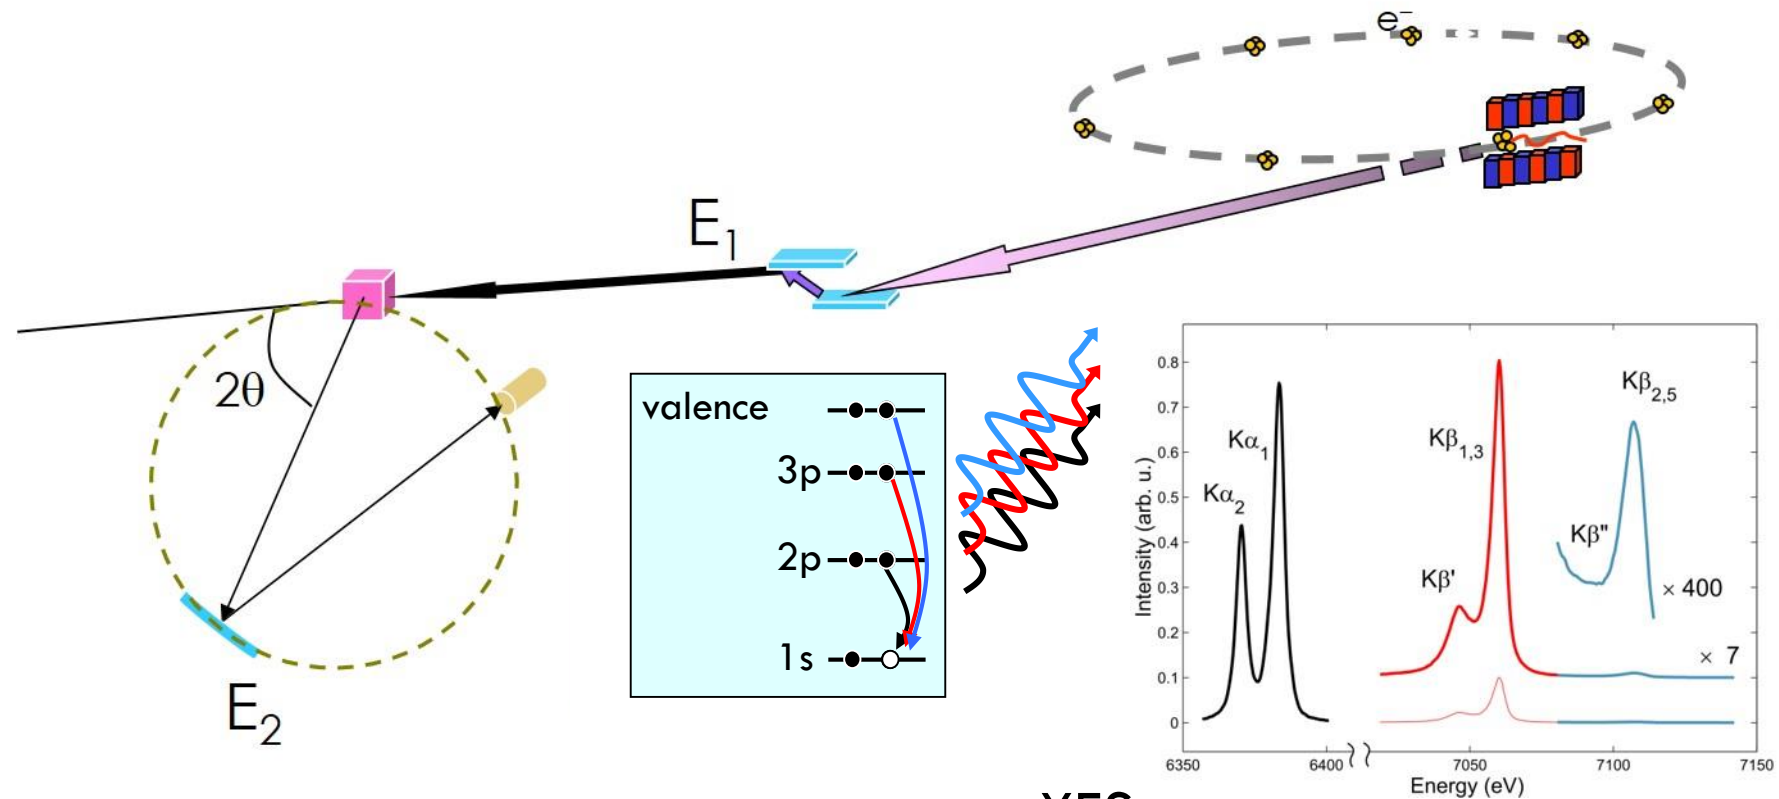 e⁻
E₁
2θ
E₂
valence
3p
2p
1s
Kα₁
Kα₂
Kβ₁,₃
Kβ'
Kβ₂,₅
Kβ"
× 400
× 7
Intensity (arb. u.)
0.8
0.7
0.6
0.5
0.4
0.3
0.2
0.1
0
6350
6400
7050
7100
7150
Energy (eV)
XES